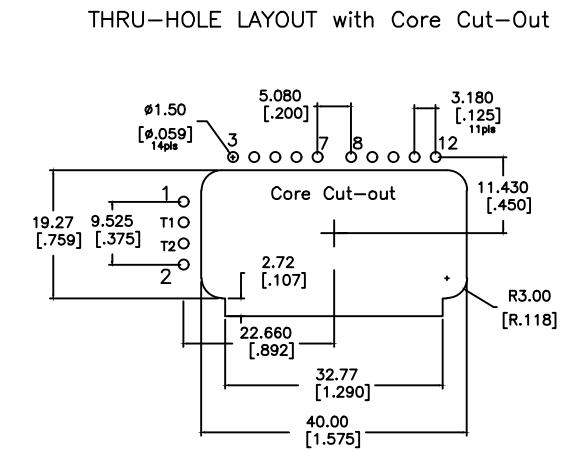 THRU-HOLE LAYOUT with Core Cut-Out
ø1.50
[ø.059]
14pls
5.080
[.200]
3.180
[.125]
11pls
3
7
8
12
11.430
[.450]
Core Cut-out
1
T1
T2
2
19.27
[.759]
9.525
[.375]
2.72
[.107]
R3.00
[R.118]
22.660
[.892]
32.77
[1.290]
40.00
[1.575]